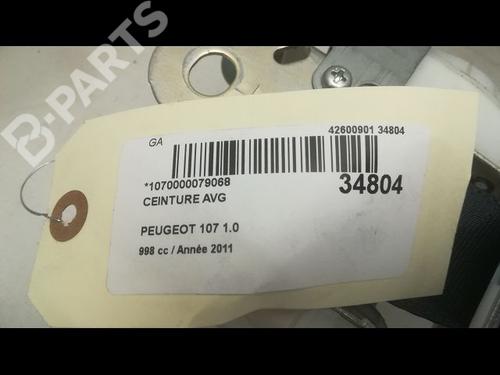 B-PARTS
GA
42600901 34804
*1070000079068
34804
CEINTURE AVG
PEUGEOT 107 1.0
998 cc / Année 2011